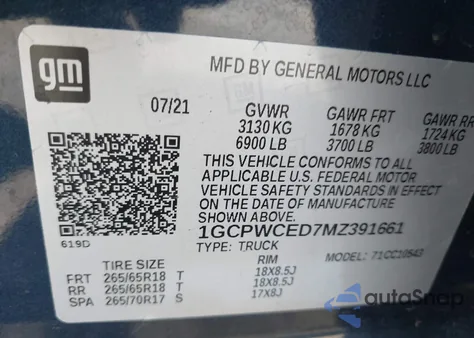 gm
MFD BY GENERAL MOTORS LLC
07/21 GVWR GAWR FRT GAWR RR
3130 KG 1678 KG 1724 KG
6900 LB 3700 LB 3800 LB
THIS VEHICLE CONFORMS TO ALL
APPLICABLE U.S. FEDERAL MOTOR
VEHICLE SAFETY STANDARDS IN EFFECT
ON THE DATE OF MANUFACTURE SHOWN ABOVE.
1GCPWCED7MZ391661
619D
TYPE: TRUCK MODEL:
TIRE SIZE RIM
FRT 265/65R18 T 18X8.5J
RR 265/65R18 T 18X8.5J
SPA 265/70R17 S 17X8J
autoSnap